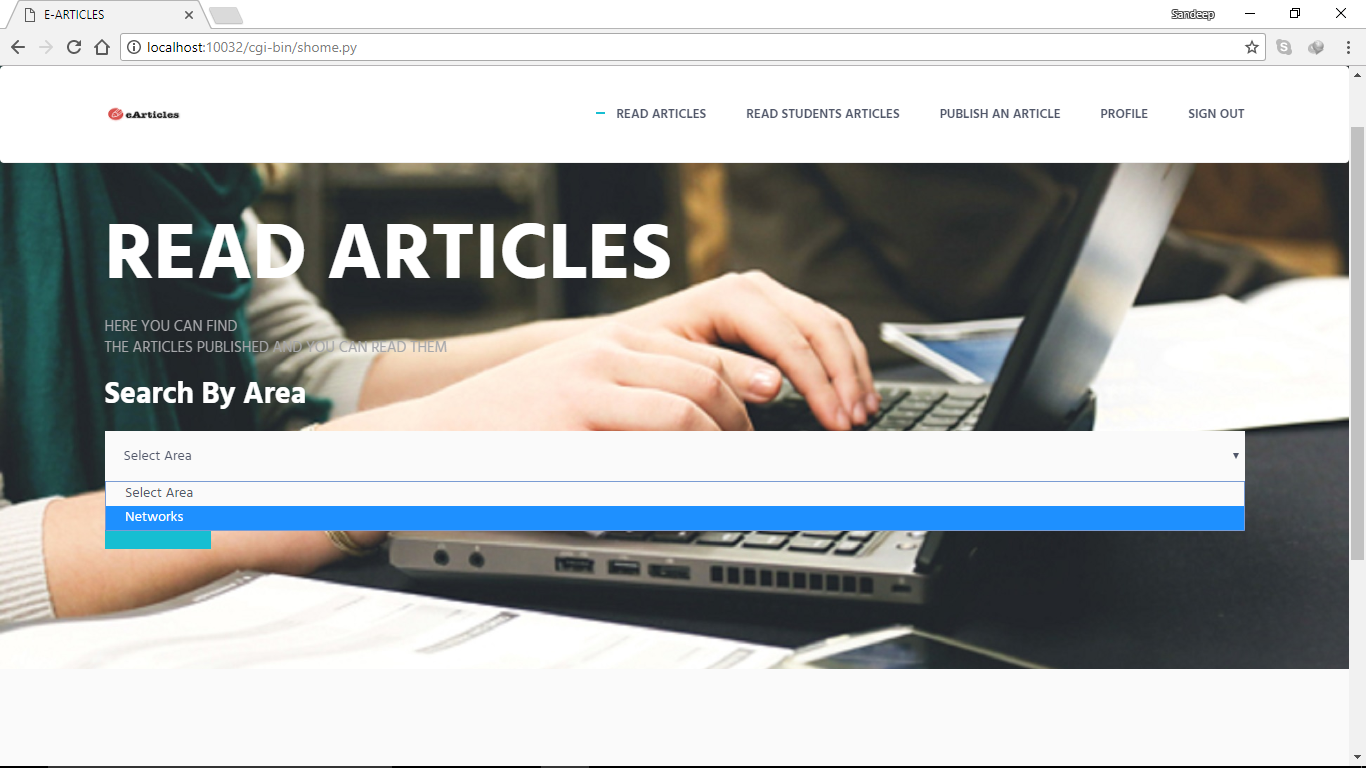 E-ARTICLES
Sandeep
localhost:10032/cgi-bin/shome.py
eArticles
READ ARTICLES
READ STUDENTS ARTICLES
PUBLISH AN ARTICLE
PROFILE
SIGN OUT
READ ARTICLES
HERE YOU CAN FIND
THE ARTICLES PUBLISHED AND YOU CAN READ THEM
Search By Area
Select Area
Select Area
Networks